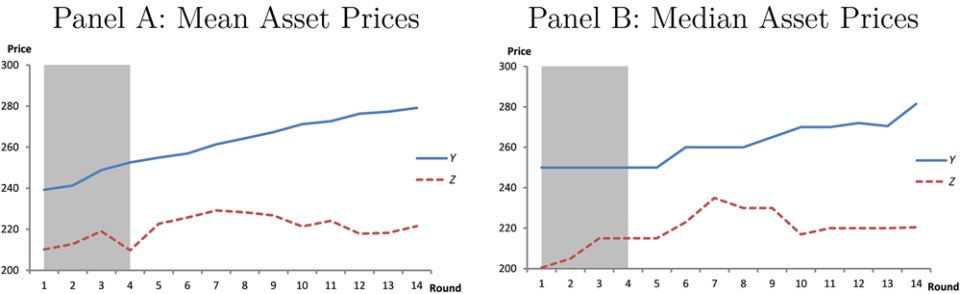 Panel A: Mean Asset Prices
Price
300
280
260
240
220
200
1 2 3 4 5 6 7 8 9 10 11 12 13 14 Round
Y
Z
Panel B: Median Asset Prices
Price
300
280
260
240
220
200
1 2 3 4 5 6 7 8 9 10 11 12 13 14 Round
Y
Z